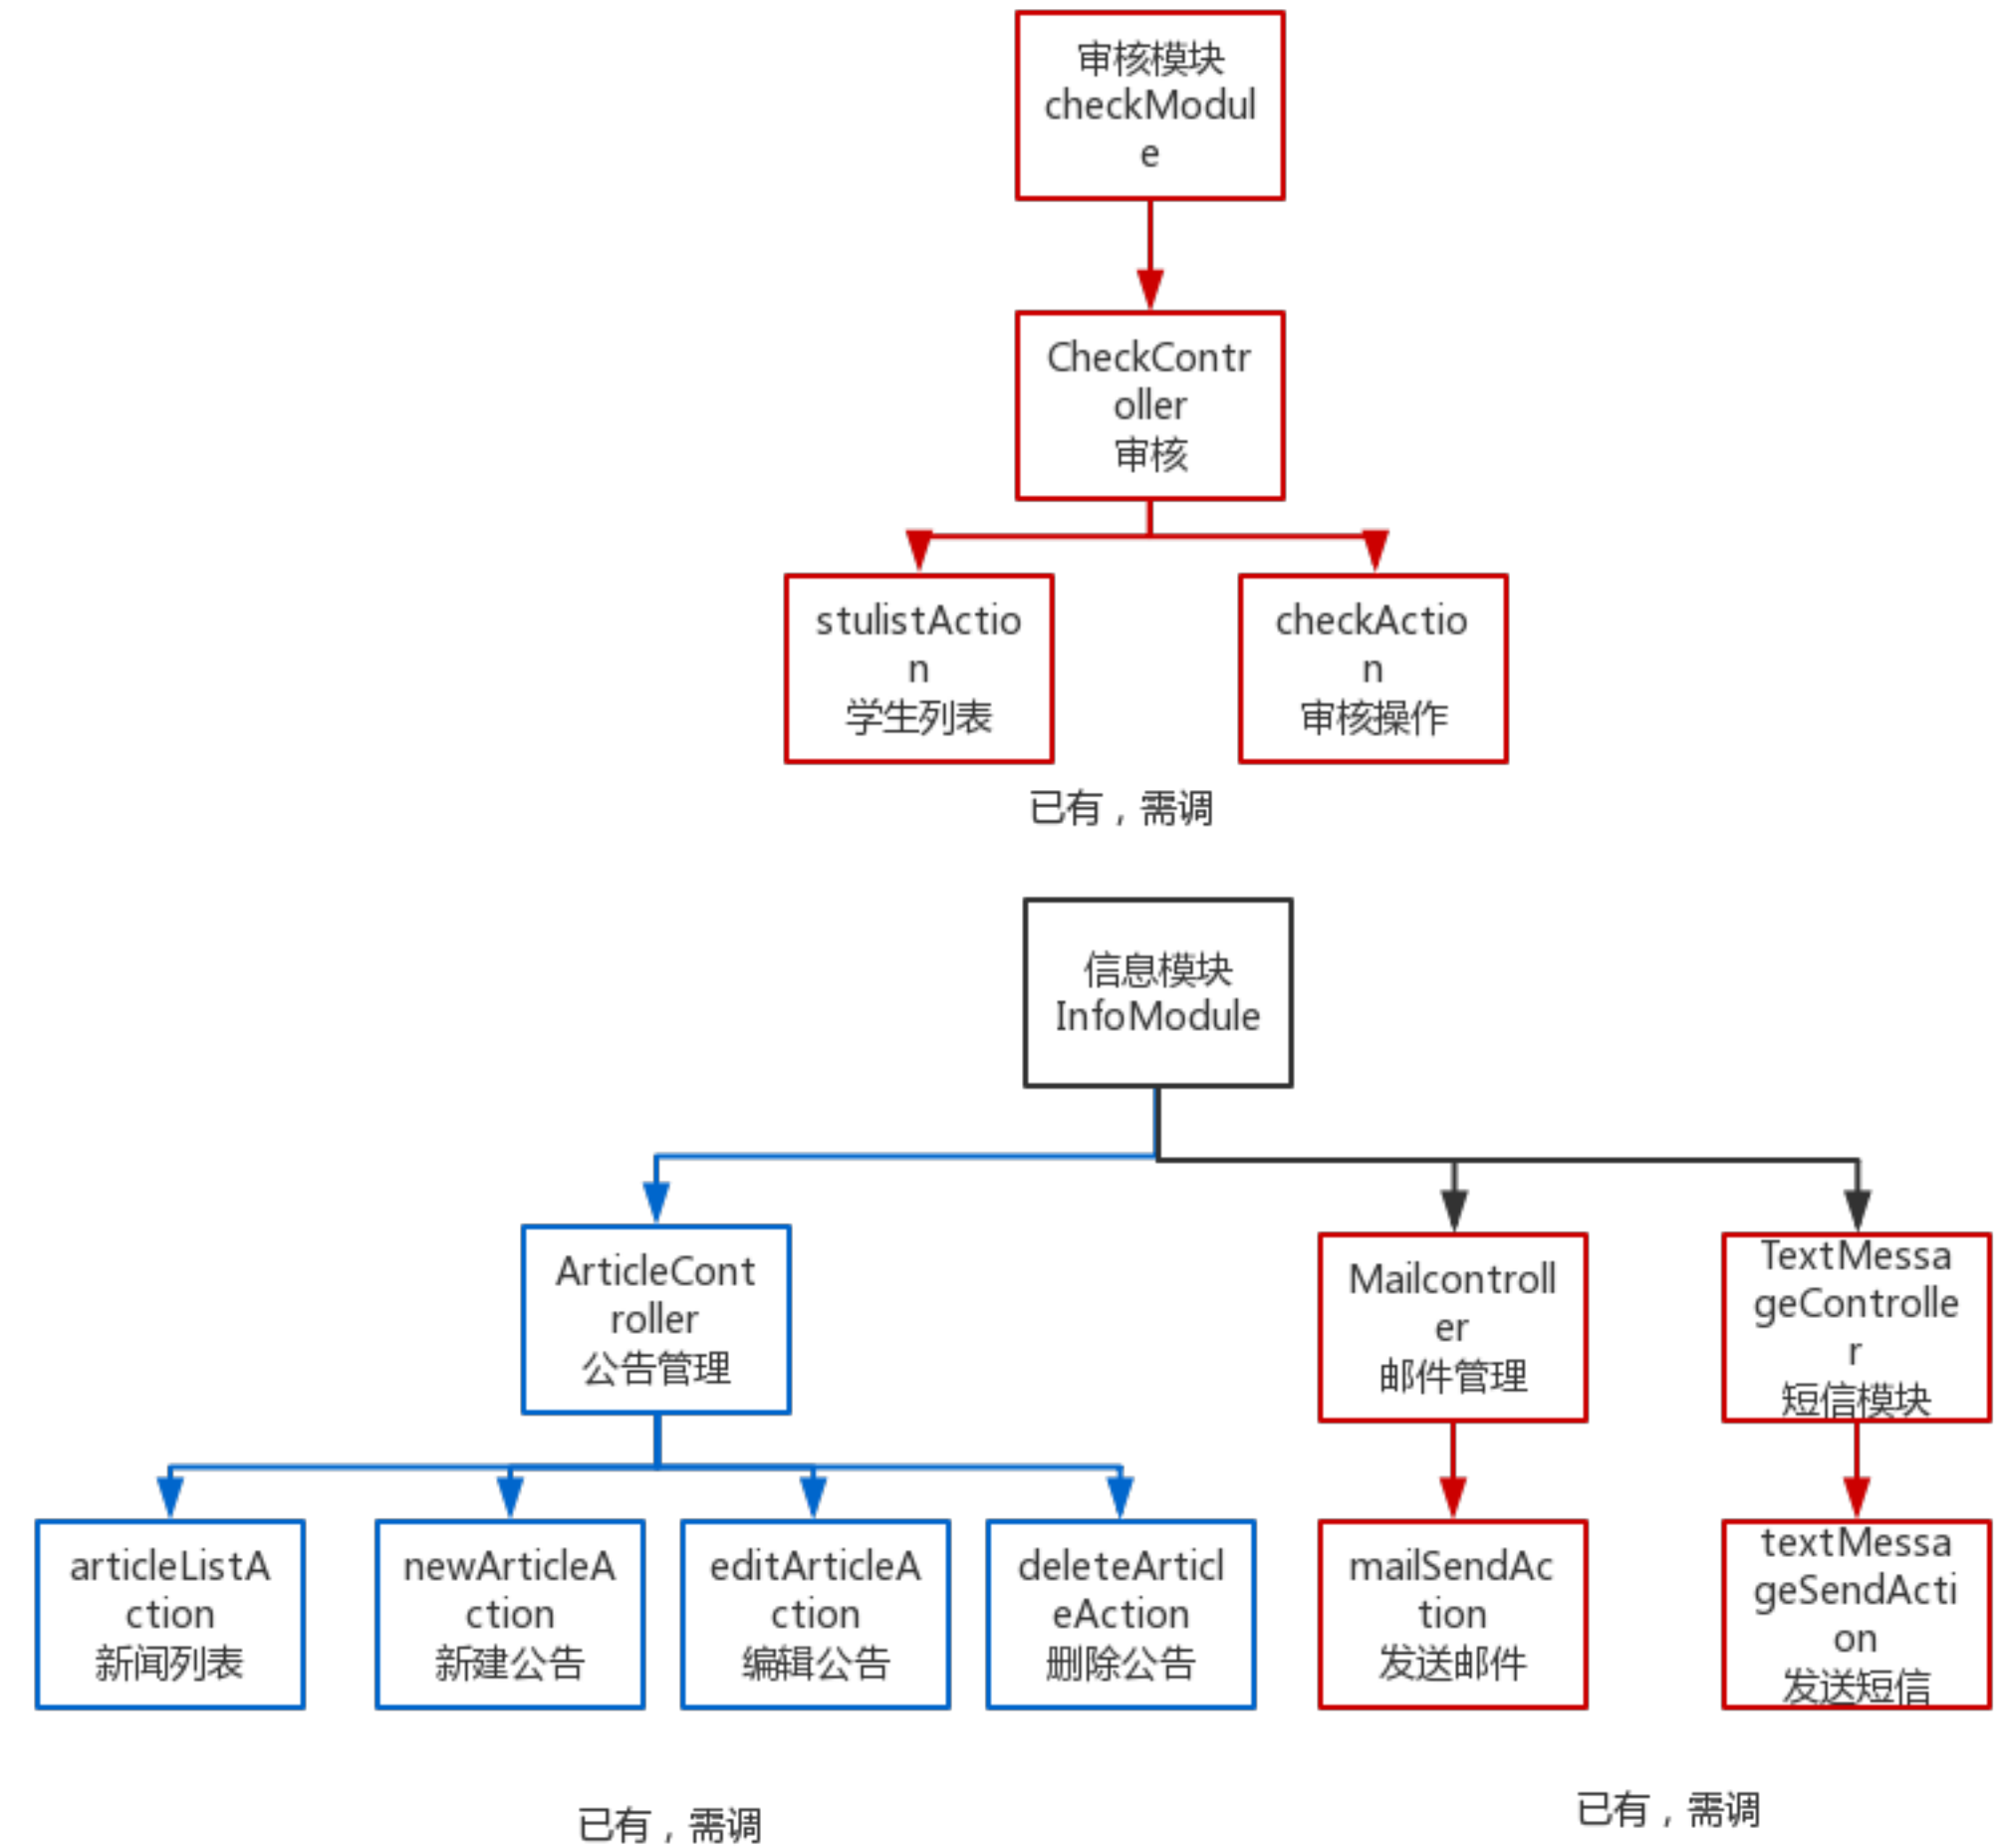 审核模块
checkModul
e
CheckContr
oller
审核
stulistActio
n
学生列表
checkActio
n
审核操作
已有，需调
信息模块
InfoModule
ArticleCont
roller
公告管理
Mailcontroll
er
邮件管理
TextMessa
geControlle
r
短信模块
articleListA
ction
新闻列表
newArticleA
ction
新建公告
editArticleA
ction
编辑公告
deleteArticl
eAction
删除公告
mailSendAc
tion
发送邮件
textMessa
geSendActi
on
发送短信
已有，需调
已有，需调